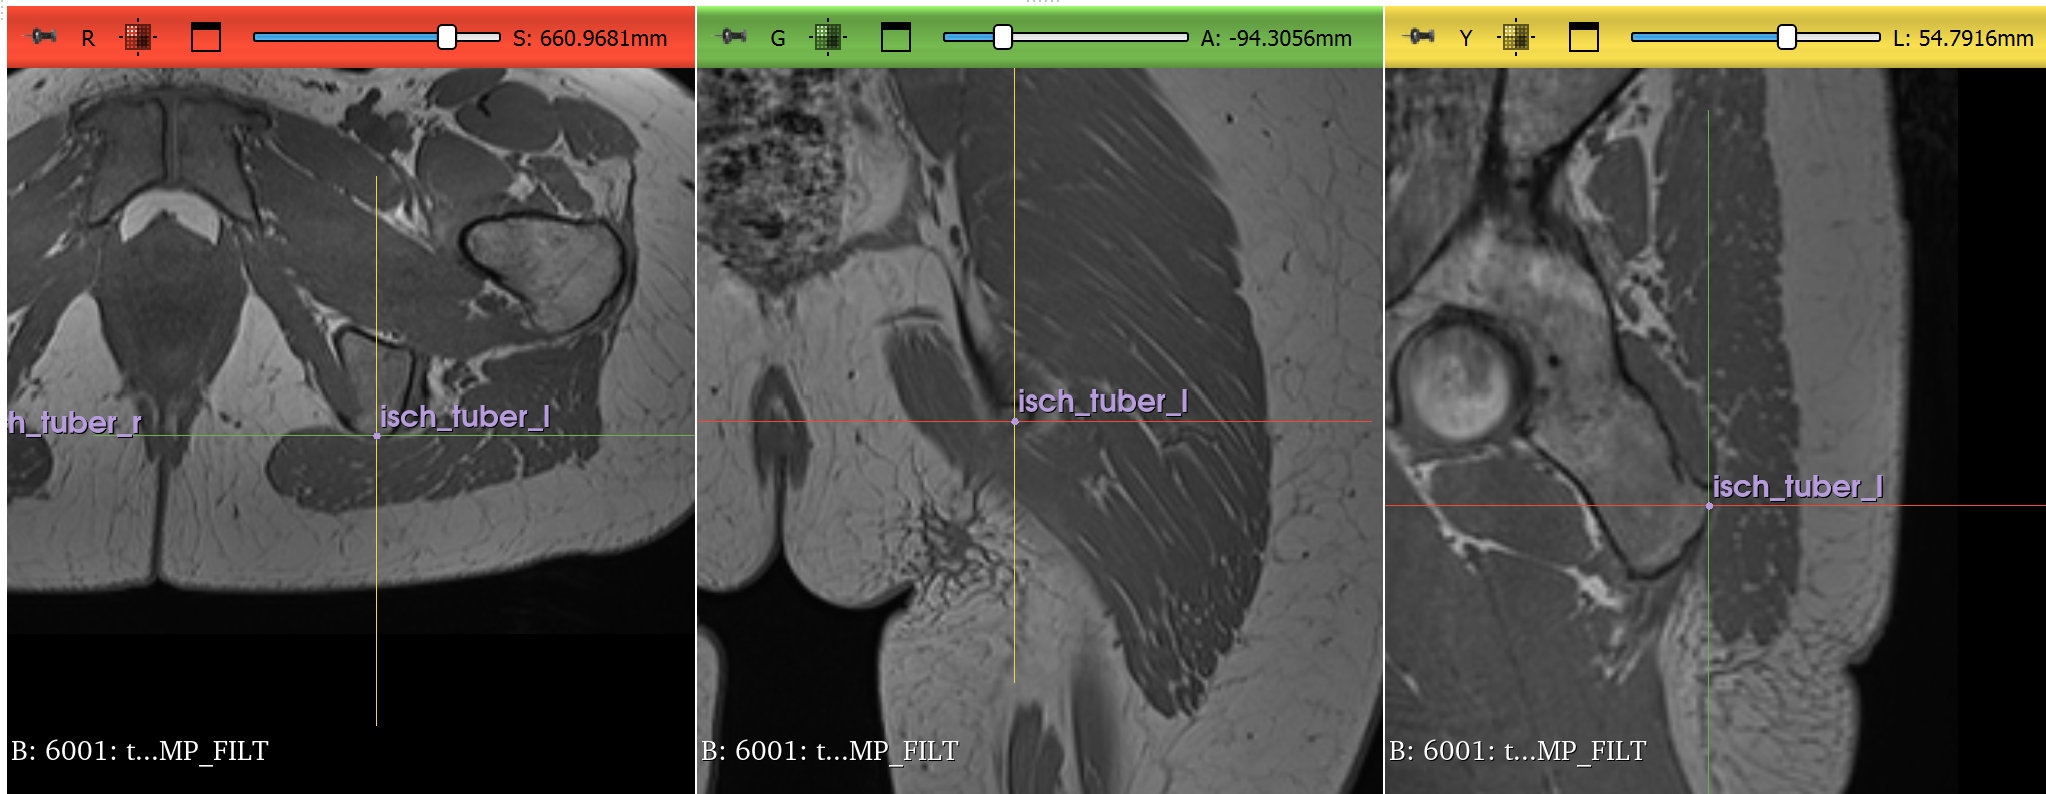 R S: 660.9681mm
G A: -94.3056mm
Y L: 54.7916mm
h_tuber_r
isch_tuber_l
isch_tuber_l
isch_tuber_l
B: 6001: t...MP_FILT
B: 6001: t...MP_FILT
B: 6001: t...MP_FILT